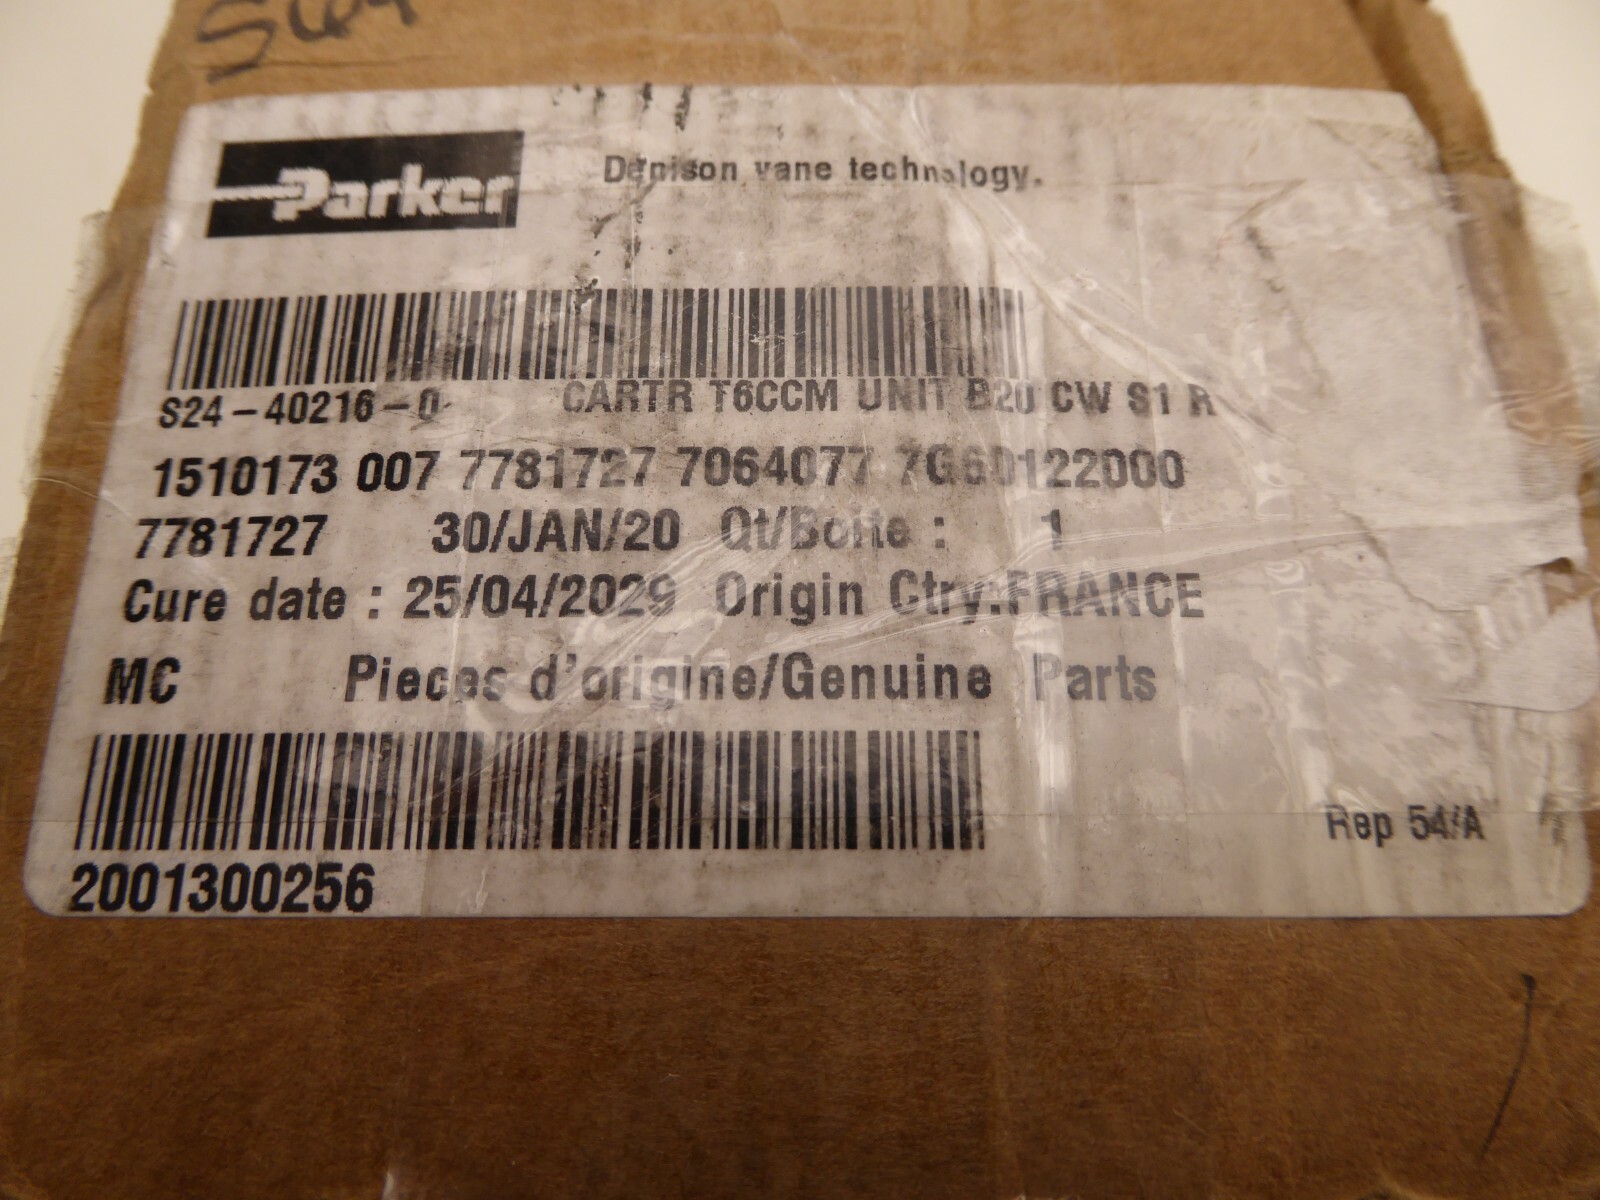 Parker
Denison vane technology.
S24-40216-0 CARTR T6CCM UNIT B20 CW S1 R
1510173 007 7781727 7064077 7G60122000
7781727 30/JAN/20 Qt/Boite : 1
Cure date : 25/04/2029 Origin Ctry:FRANCE
MC Pieces d'origine/Genuine Parts
Rep 54/A
2001300256